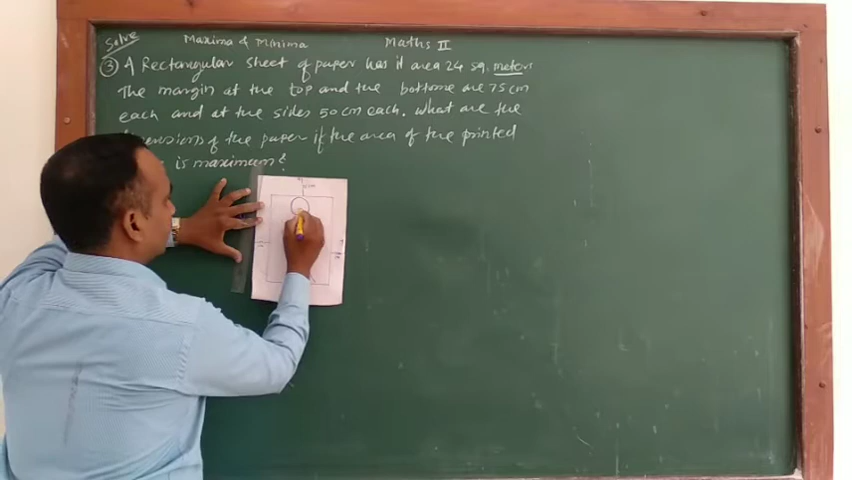 Solve Maxima & Minima Maths II
③ A Rectangular sheet of paper has it area 24 sq. meters
The margin at the top and the bottome are 75 cm
each and at the sides 50 cm each. what are the
of the paper if the area of the printed
is maximum?